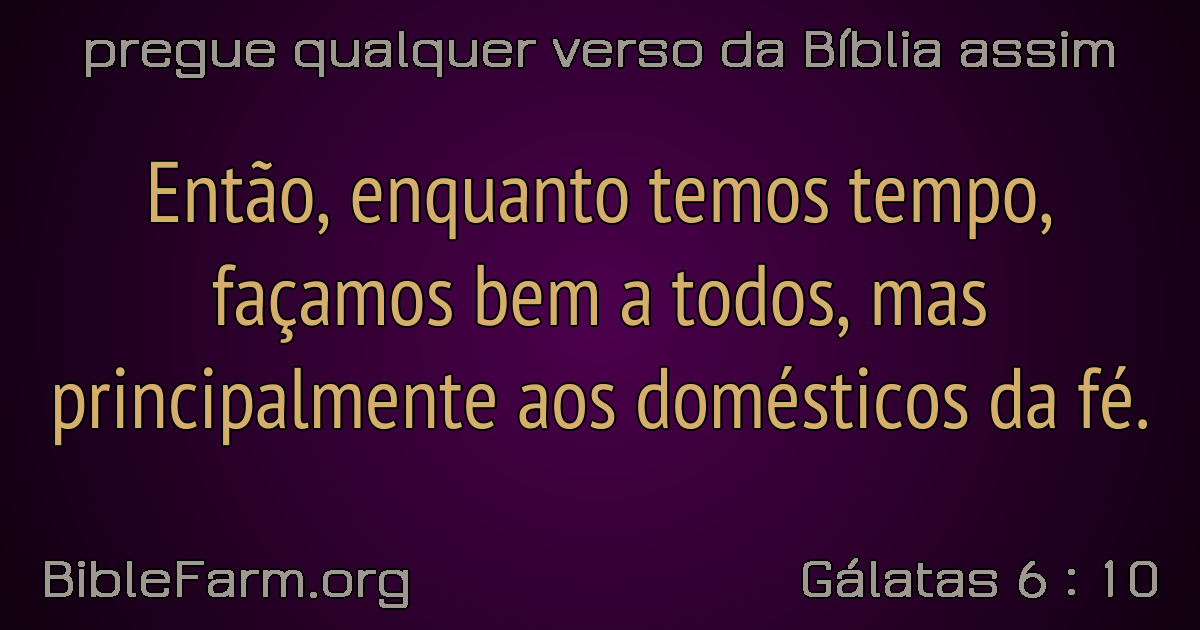 pregue qualquer verso da Bíblia assim
Então, enquanto temos tempo,
façamos bem a todos, mas
principalmente aos domésticos da fé.
BibleFarm.org
Gálatas 6 : 10